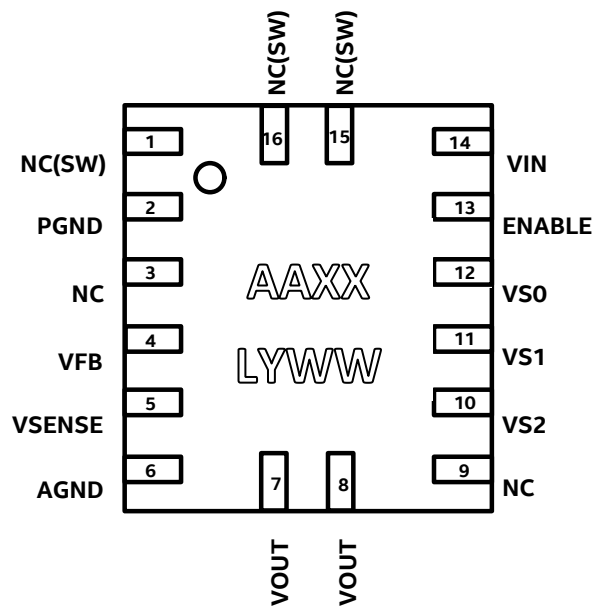 NC(SW)
NC(SW)
16
15
1
14
NC(SW)
VIN
2
13
PGND
ENABLE
3
12
NC
AAXX
VS0
4
11
VFB
LYWW
VS1
5
10
VSENSE
VS2
6
9
AGND
7
8
NC
VOUT
VOUT